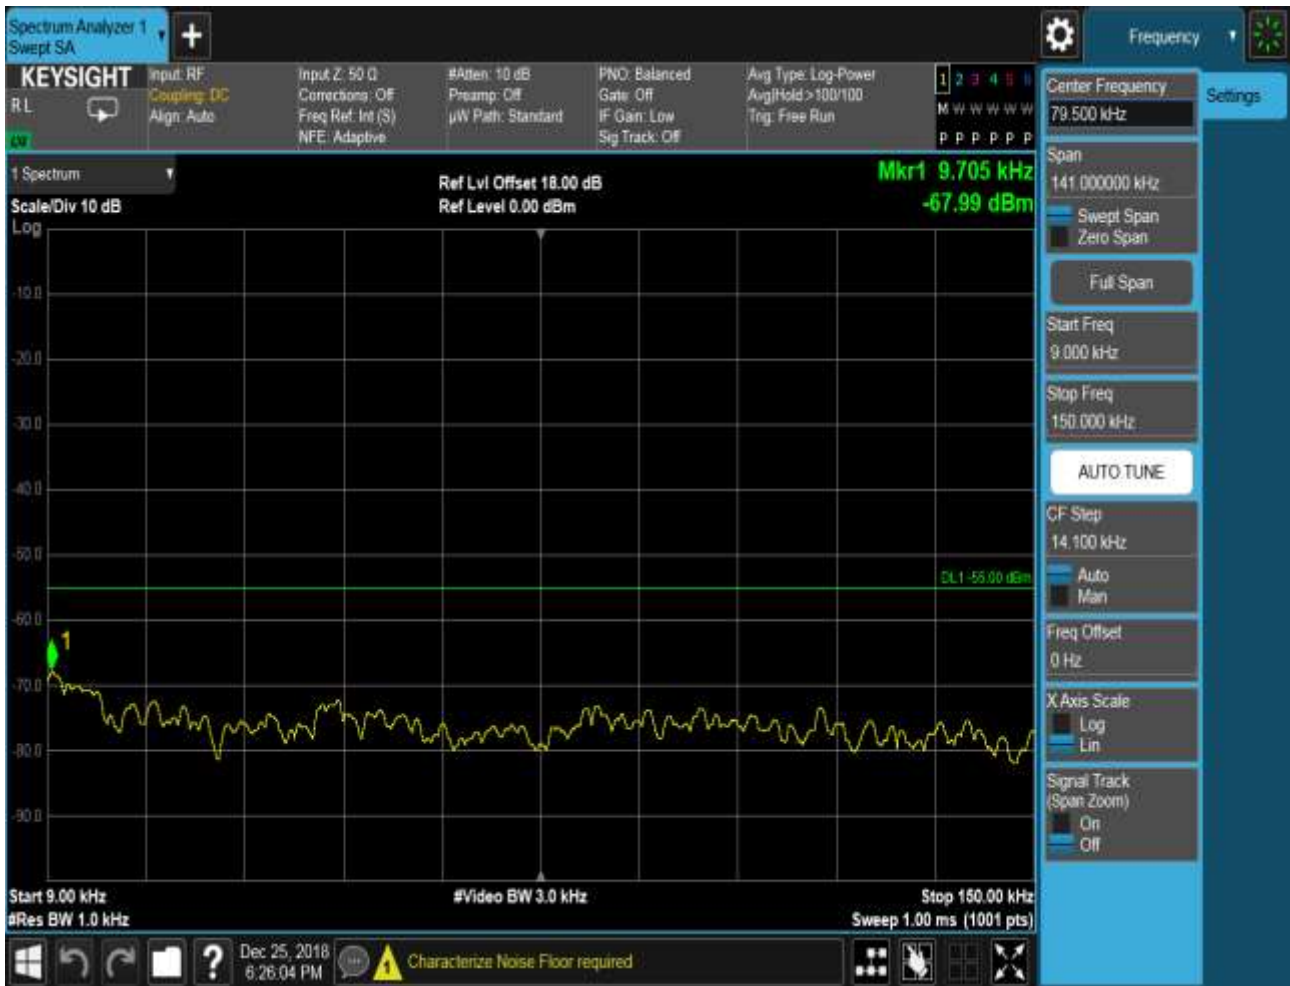 Spectrum Analyzer 1
Swept SA
Frequency
KEYSIGHT
R L
Input: RF
Coupling: DC
Align: Auto
Input Z: 50 Ω
Corrections: Off
Freq Ref: Int (S)
NFE: Adaptive
#Atten: 10 dB
Preamp: Off
µW Path: Standard
PNO: Balanced
Gate: Off
IF Gain: Low
Sig Track: Off
Avg Type: Log-Power
Avg|Hold:>100/100
Trig: Free Run
1 2 3 4 5 6
M W W W W W
P P P P P P
1 Spectrum
Scale/Div 10 dB
Log
Ref Lvl Offset 18.00 dB
Ref Level 0.00 dBm
Mkr1 9.705 kHz
-67.99 dBm
-10.0
-20.0
-30.0
-40.0
-50.0
DL1 -55.00 dBm
-60.0
1
-70.0
-80.0
-90.0
Start 9.00 kHz
#Video BW 3.0 kHz
Stop 150.00 kHz
#Res BW 1.0 kHz
Sweep 1.00 ms (1001 pts)
Center Frequency
79.500 kHz
Settings
Span
141.000000 kHz
Swept Span
Zero Span
Full Span
Start Freq
9.000 kHz
Stop Freq
150.000 kHz
AUTO TUNE
CF Step
14.100 kHz
Auto
Man
Freq Offset
0 Hz
X Axis Scale
Log
Lin
Signal Track
(Span Zoom)
On
Off
?
Dec 25, 2018
6:26:04 PM
1
Characterize Noise Floor required